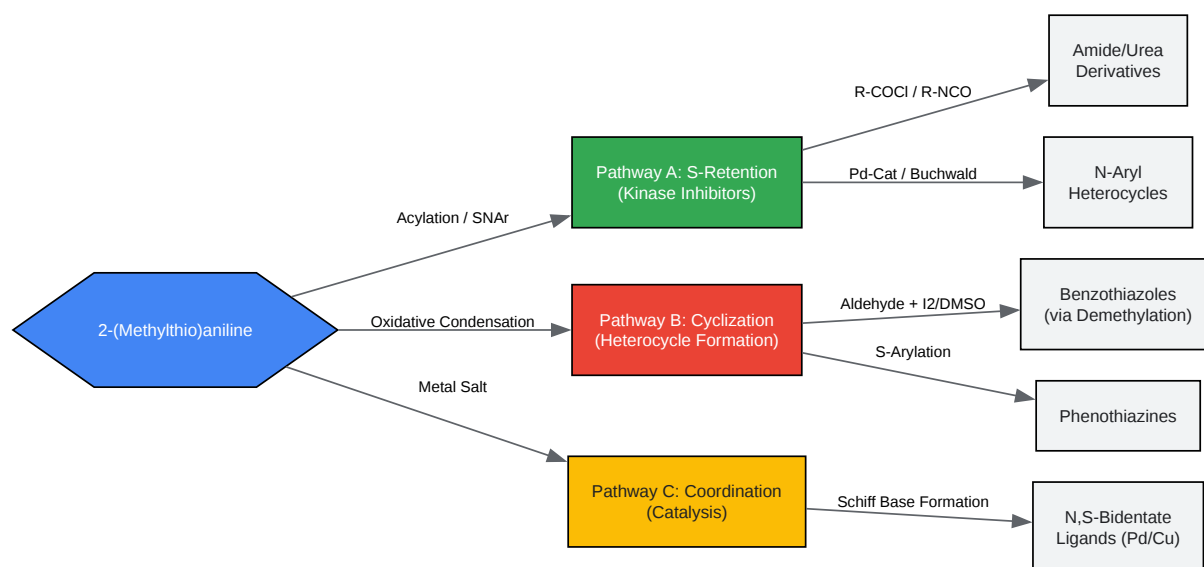 2-(Methylthio)aniline
Acylation / SNAr
Oxidative Condensation
Metal Salt
Pathway A: S-Retention
(Kinase Inhibitors)
R-COCl / R-NCO
Amide/Urea
Derivatives
Pd-Cat / Buchwald
N-Aryl
Heterocycles
Pathway B: Cyclization
(Heterocycle Formation)
Aldehyde + I2/DMSO
Benzothiazoles
(via Demethylation)
S-Arylation
Phenothiazines
Pathway C: Coordination
(Catalysis)
Schiff Base Formation
N,S-Bidentate
Ligands (Pd/Cu)